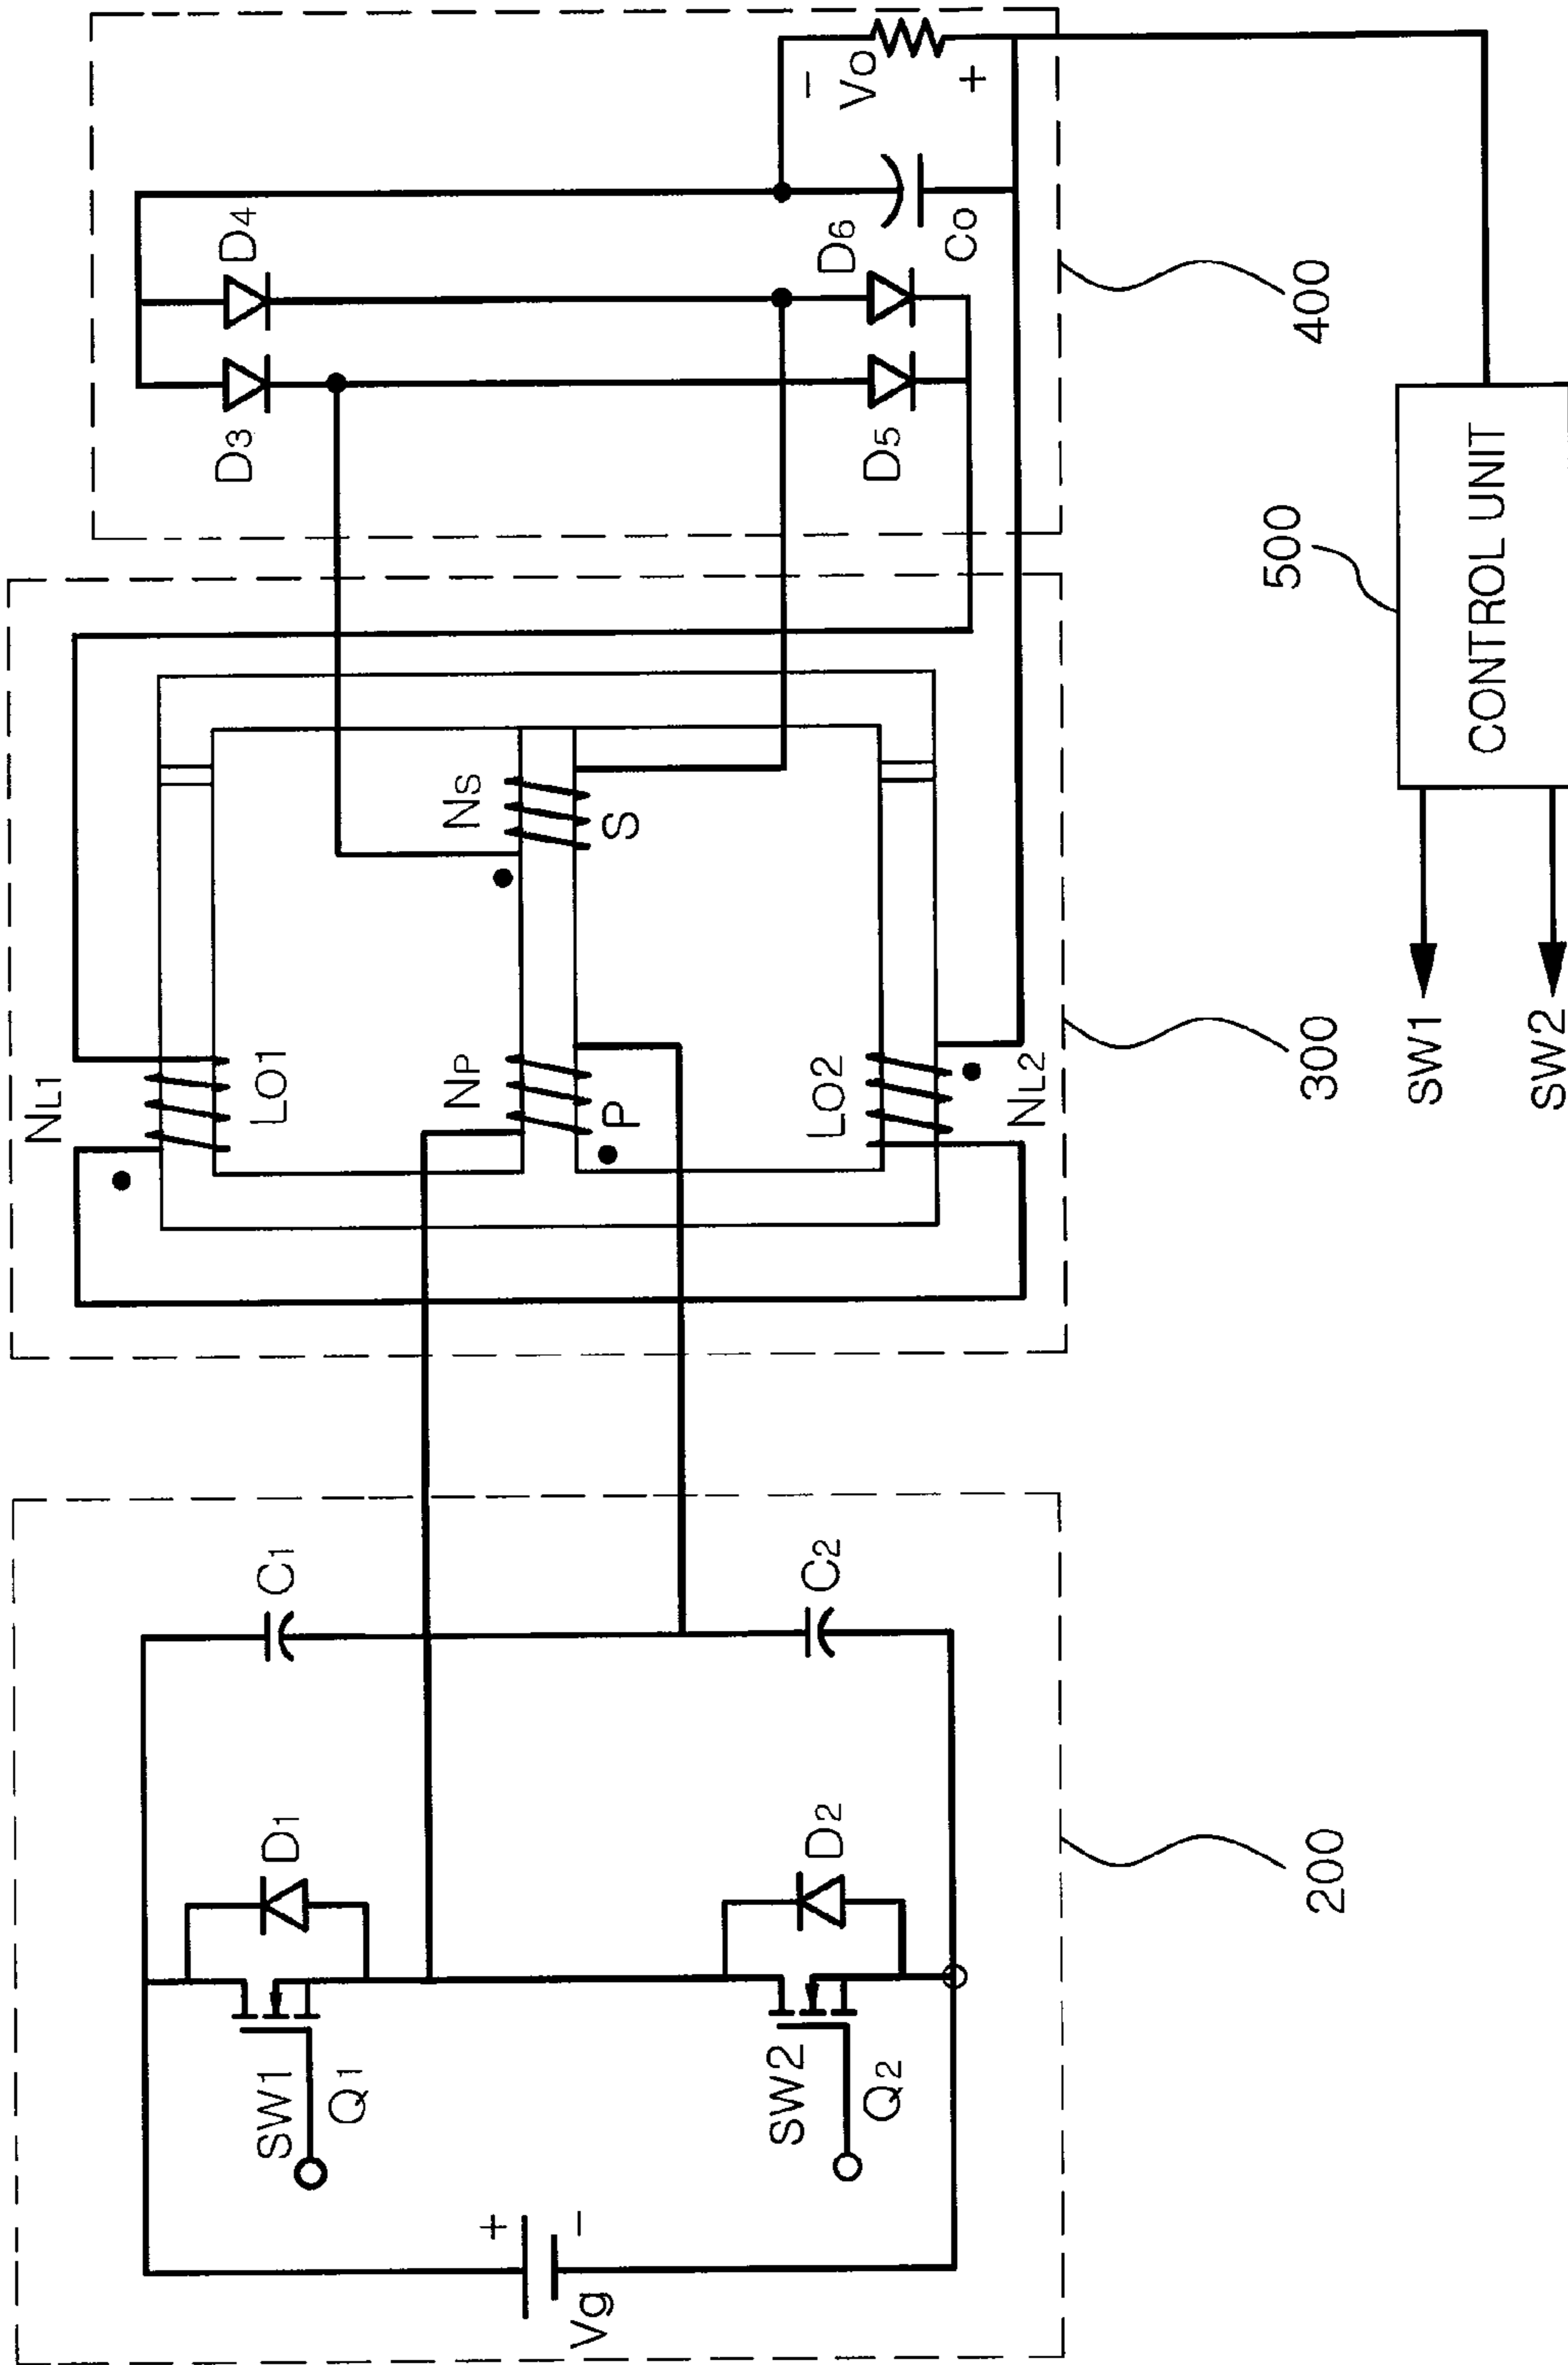 Vg
+
−
SW1
Q1
D1
SW2
Q2
D2
C1
C2
200
NL1
LO1
NP
P
NS
S
LO2
NL2
300
D3
D4
D5
D6
Co
−
Vo
+
400
500
CONTROL UNIT
SW1
SW2